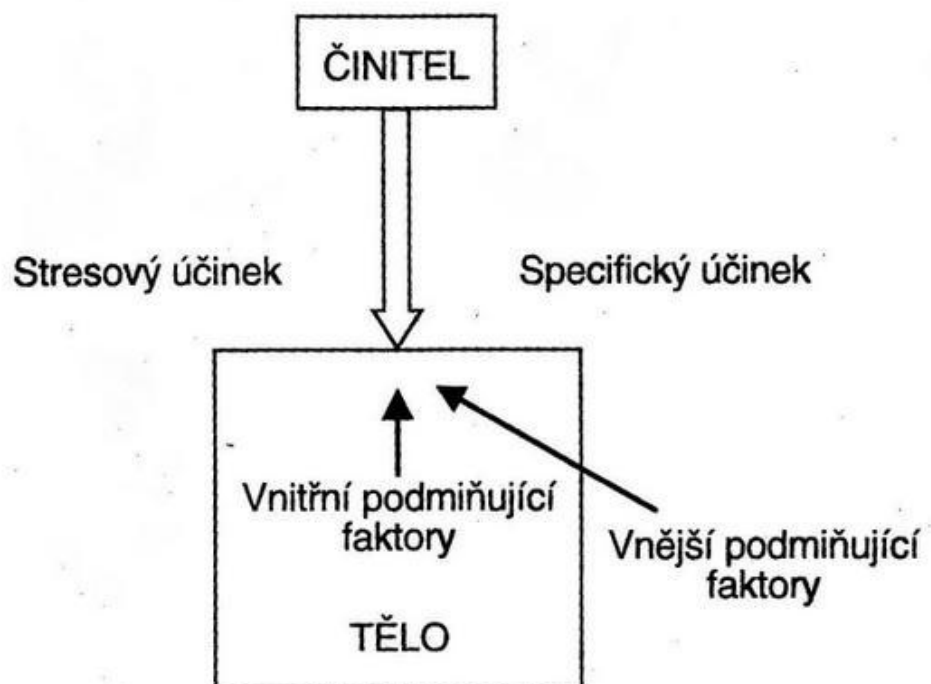 ČINITEL
Stresový účinek
Specifický účinek
Vnitřní podmiňující
faktory
Vnější podmiňující
faktory
TĚLO